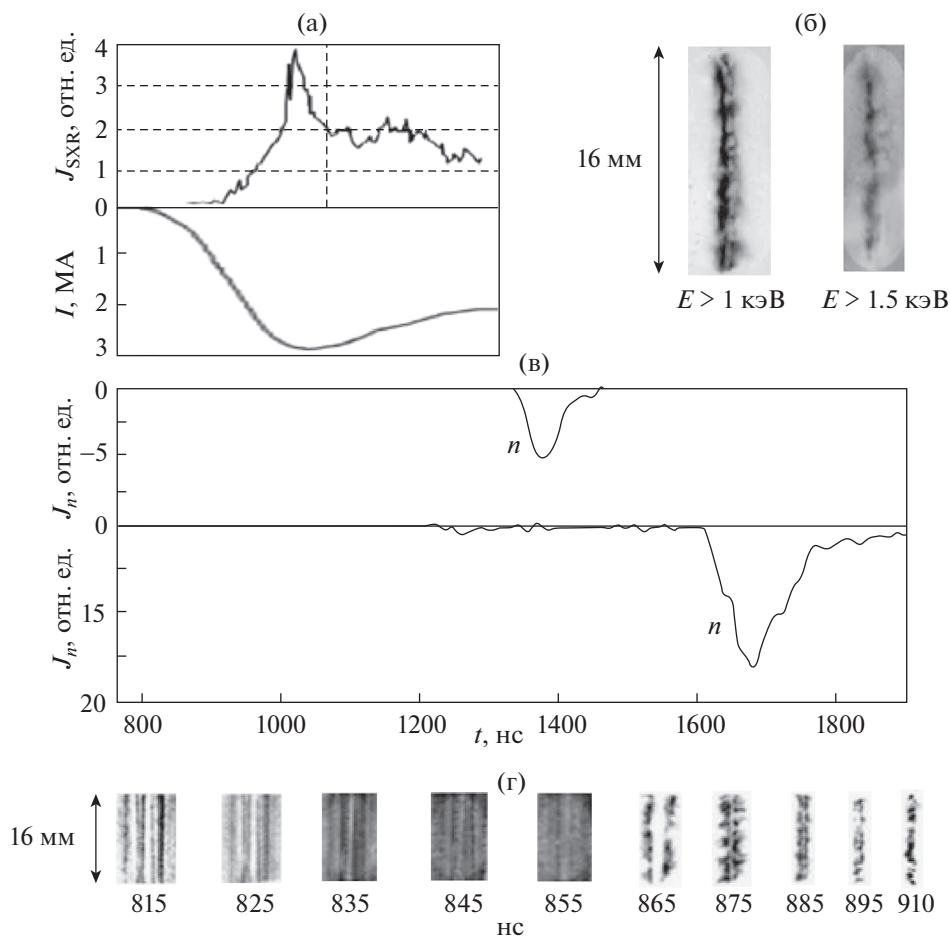 (а)
J_SXR, отн. ед.
4
3
2
1
0
I, МА
1
2
3
(б)
16 мм
E > 1 кэВ
E > 1.5 кэВ
(в)
J_n, отн. ед.
0
−5
n
J_n, отн. ед.
0
15
20
n
800 1000 1200 1400 1600 1800
t, нс
(г)
16 мм
815 825 835 845 855 865 875 885 895 910
нс